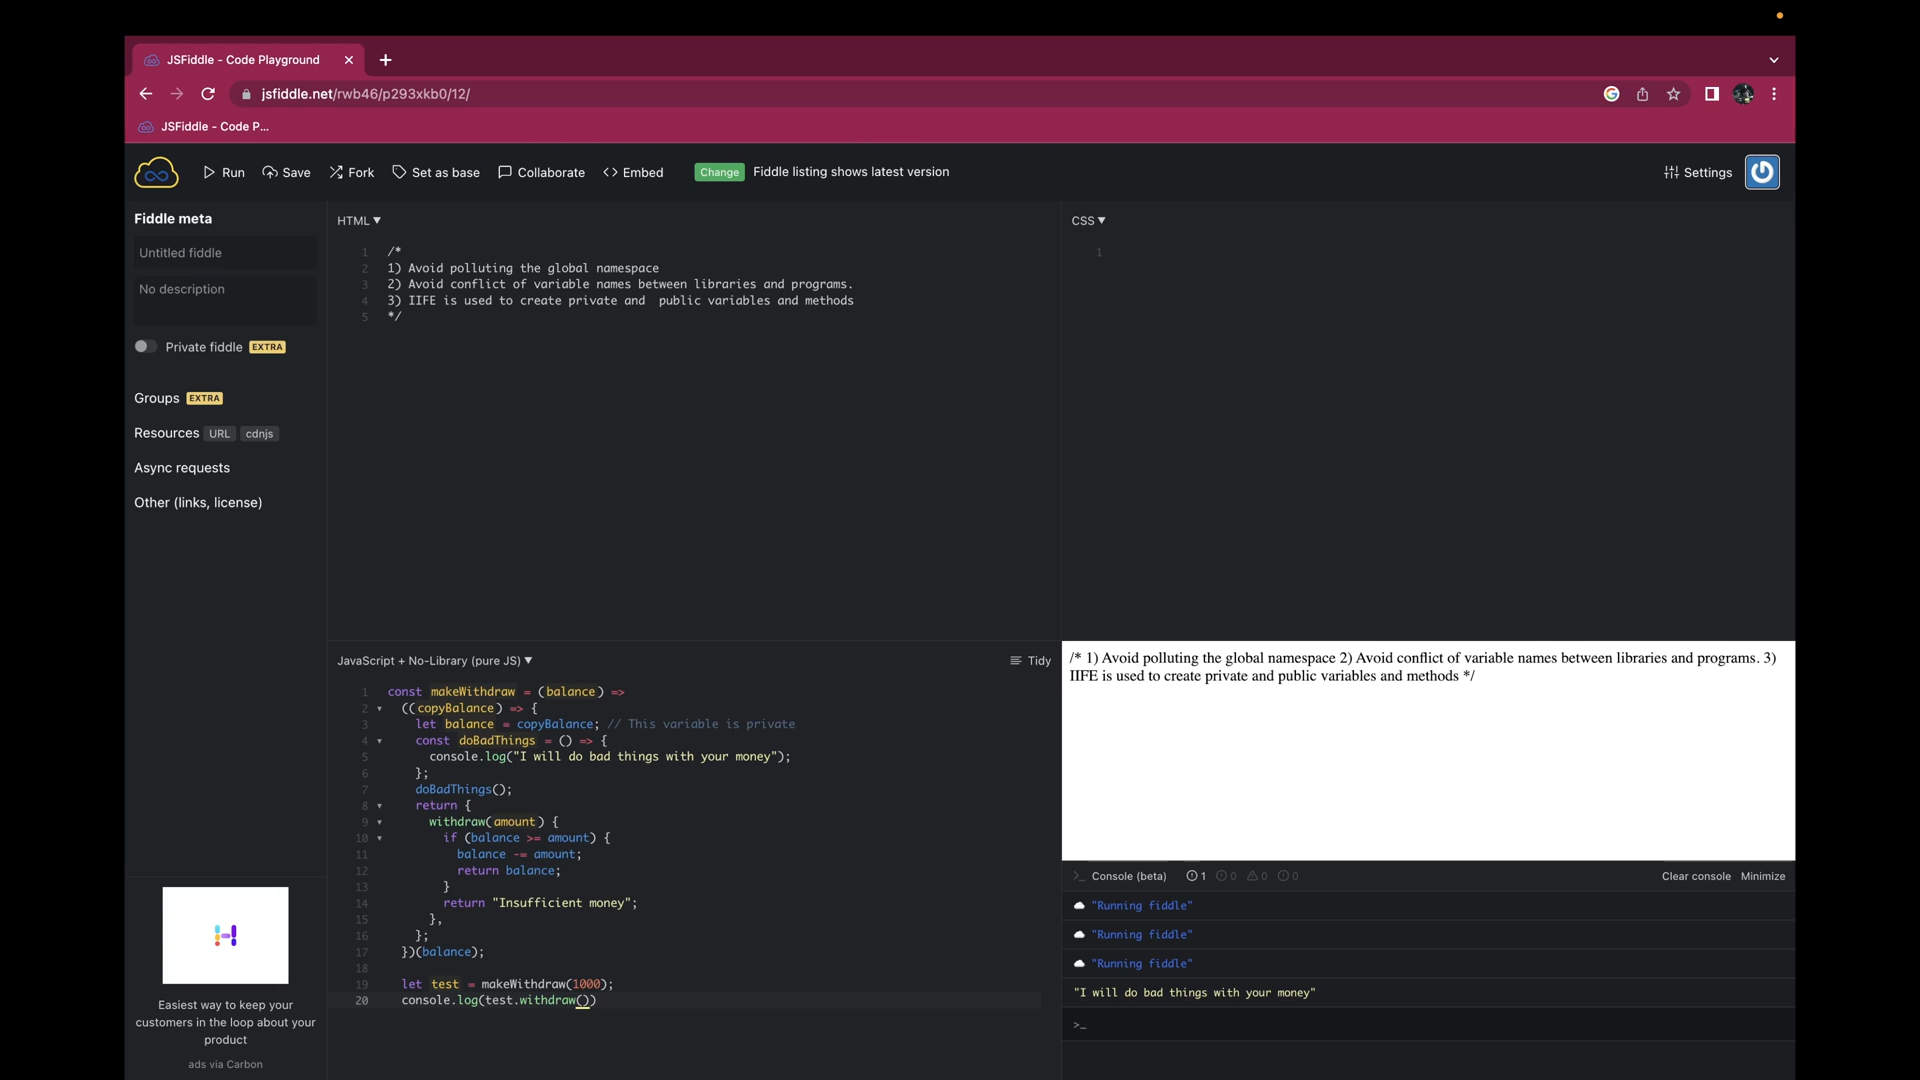 JSFiddle - Code Playground
jsfiddle.net/rwb46/p293xkb0/12/
JSFiddle - Code P...
Run
Save
Fork
Set as base
Collaborate
Embed
Change
Fiddle listing shows latest version
Settings
Fiddle meta
Untitled fiddle
No description
Private fiddle EXTRA
Groups EXTRA
Resources URL cdnjs
Async requests
Other (links, license)
Easiest way to keep your
customers in the loop about your
product
ads via Carbon
HTML
1 /*
2 1) Avoid polluting the global namespace
3 2) Avoid conflict of variable names between libraries and programs.
4 3) IIFE is used to create private and  public variables and methods
5 */
CSS
1
JavaScript + No-Library (pure JS)
Tidy
1 const makeWithdraw = (balance) =>
2 ((copyBalance) => {
3 let balance = copyBalance; // This variable is private
4 const doBadThings = () => {
5 console.log("I will do bad things with your money");
6 };
7 doBadThings();
8 return {
9 withdraw(amount) {
10 if (balance >= amount) {
11 balance -= amount;
12 return balance;
13 }
14 return "Insufficient money";
15 },
16 };
17 })(balance);
18
19 let test = makeWithdraw(1000);
20 console.log(test.withdraw())
/* 1) Avoid polluting the global namespace 2) Avoid conflict of variable names between libraries and programs. 3)
IIFE is used to create private and public variables and methods */
>_ Console (beta) 1 0 0 0
Clear console
Minimize
"Running fiddle"
"Running fiddle"
"Running fiddle"
"I will do bad things with your money"
>_